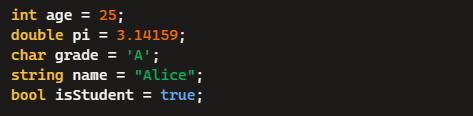 int age = 25;
double pi = 3.14159;
char grade = 'A';
string name = "Alice";
bool isStudent = true;